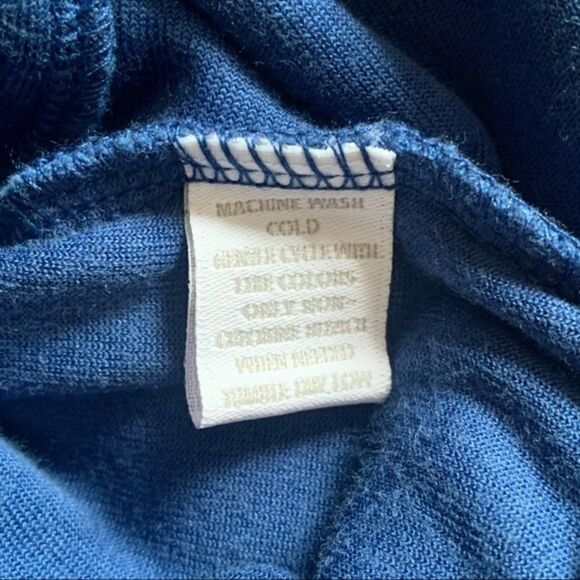 MACHINE WASH
COLD
GENTLE CYCLE WITH
LIKE COLORS
ONLY NON-
CHLORINE BLEACH
WHEN NEEDED
TUMBLE DRY LOW